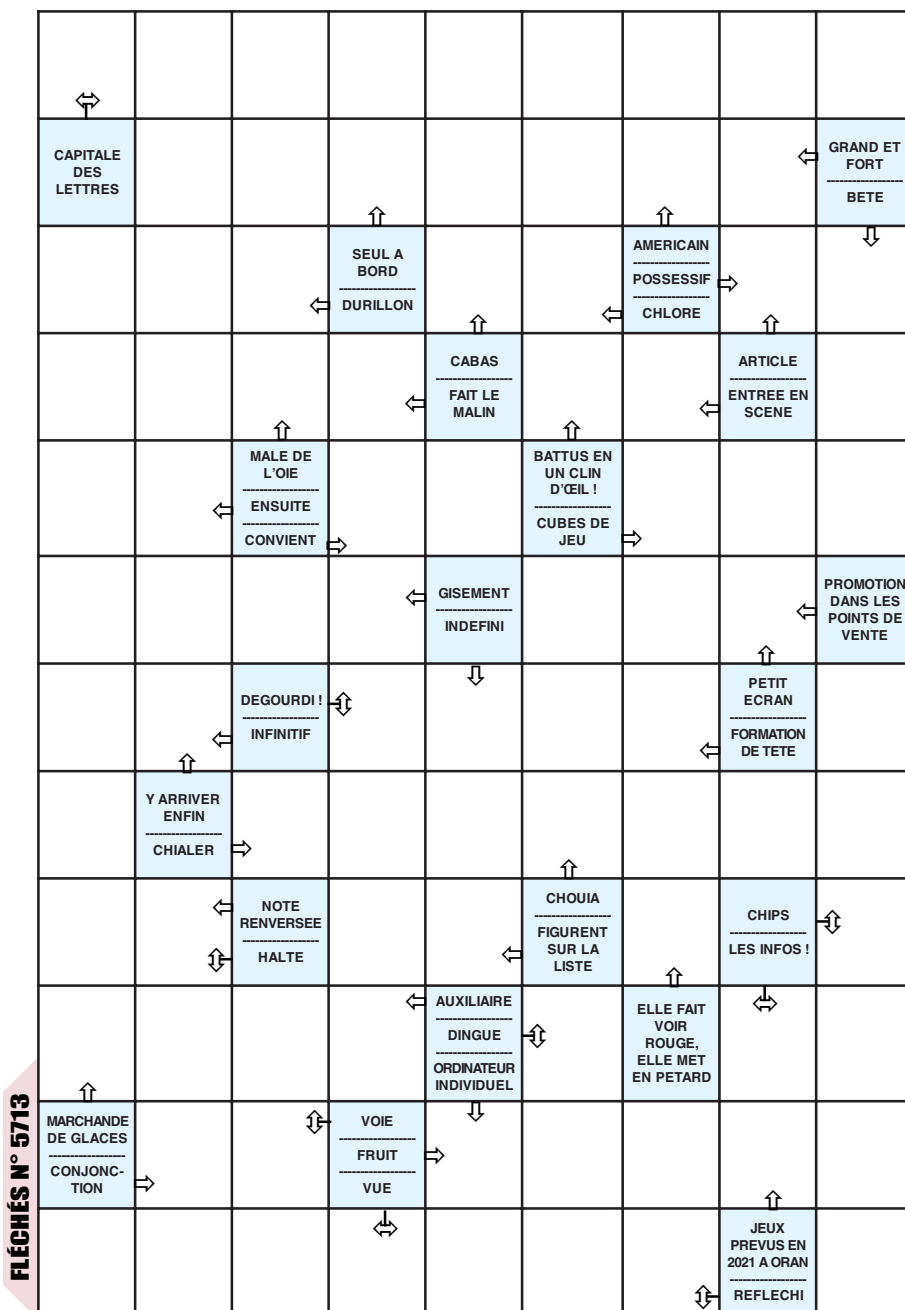 CAPITALE
DES
LETTRES
GRAND ET
FORT
BETE
SEUL A
BORD
DURILLON
AMERICAIN
POSSESSIF
CHLORE
CABAS
FAIT LE
MALIN
ARTICLE
ENTREE EN
SCENE
MALE DE
L'OIE
ENSUITE
CONVIENT
BATTUS EN
UN CLIN
D'ŒIL !
CUBES DE
JEU
GISEMENT
INDEFINI
PROMOTION
DANS LES
POINTS DE
VENTE
DEGOURDI !
INFINITIF
PETIT
ECRAN
FORMATION
DE TETE
Y ARRIVER
ENFIN
CHIALER
NOTE
RENVERSEE
HALTE
CHOUIA
FIGURENT
SUR LA
LISTE
CHIPS
LES INFOS !
AUXILIAIRE
DINGUE
ORDINATEUR
INDIVIDUEL
ELLE FAIT
VOIR
ROUGE,
ELLE MET
EN PETARD
MARCHANDE
DE GLACES
CONJONC-
TION
VOIE
FRUIT
VUE
JEUX
PREVUS EN
2021 A ORAN
REFLECHI
FLÉCHÉS N° 5713